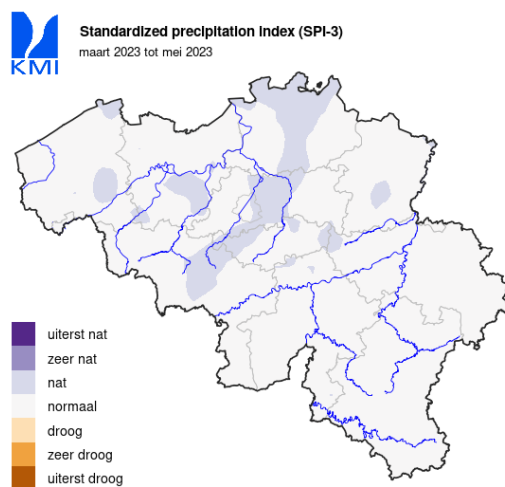 KMI
Standardized precipitation index (SPI-3)
maart 2023 tot mei 2023
uiterst nat
zeer nat
nat
normaal
droog
zeer droog
uiterst droog